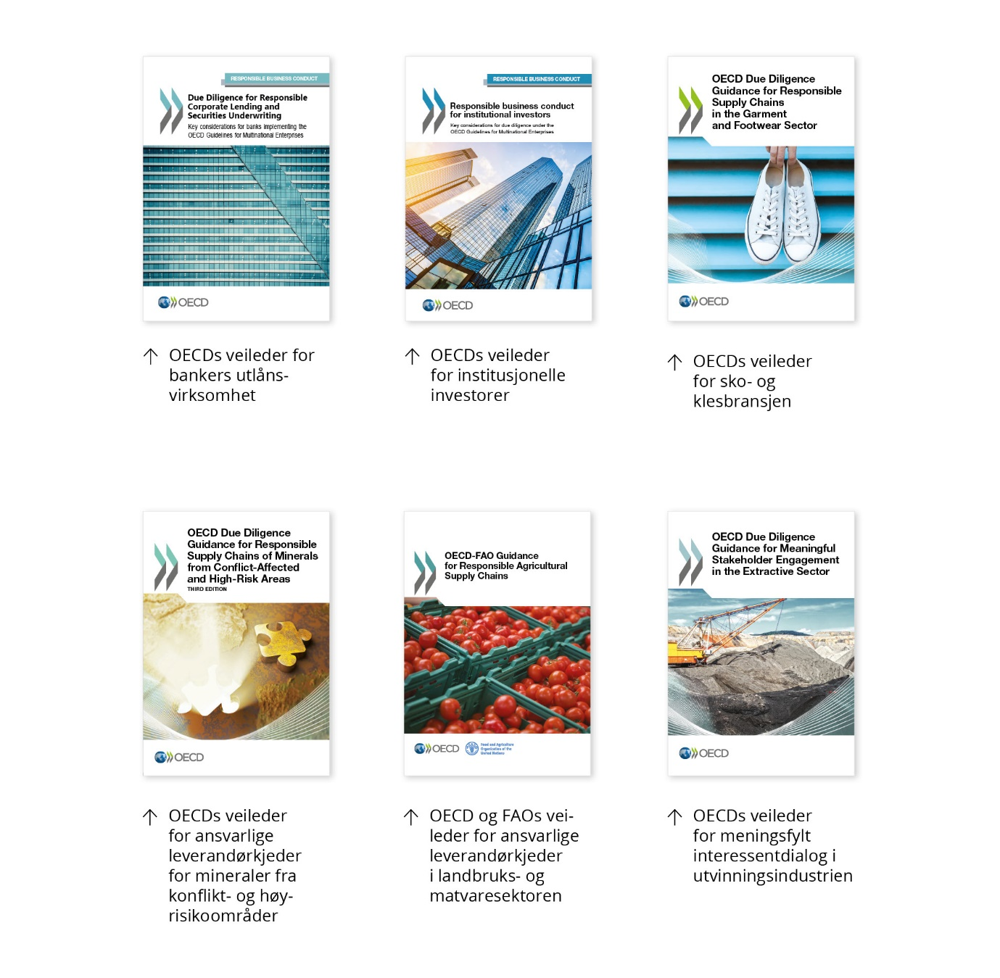 RESPONSIBLE BUSINESS CONDUCT
Due Diligence for Responsible
Corporate Lending and
Securities Underwriting
Key considerations for banks implementing the
OECD Guidelines for Multinational Enterprises
OECD
↑ OECDs veileder for
bankers utlåns-
virksomhet
RESPONSIBLE BUSINESS CONDUCT
Responsible business conduct
for institutional investors
Key considerations for due diligence under the
OECD Guidelines for Multinational Enterprises
OECD
↑ OECDs veileder
for institusjonelle
investorer
OECD Due Diligence
Guidance for Responsible
Supply Chains
in the Garment
and Footwear Sector
OECD
↑ OECDs veileder
for sko- og
klesbransjen
OECD Due Diligence
Guidance for Responsible
Supply Chains of Minerals
from Conflict-Affected
and High-Risk Areas
THIRD EDITION
OECD
↑ OECDs veileder
for ansvarlige
leverandørkjeder
for mineraler fra
konflikt- og høy-
risikoområder
OECD-FAO Guidance
for Responsible Agricultural
Supply Chains
OECD
Food and Agriculture
Organization of the
United Nations
↑ OECD og FAOs vei-
leder for ansvarlige
leverandørkjeder
i landbruks- og
matvaresektoren
OECD Due Diligence
Guidance for Meaningful
Stakeholder Engagement
in the Extractive Sector
OECD
↑ OECDs veileder
for meningsfylt
interessentdialog i
utvinningsindustrien